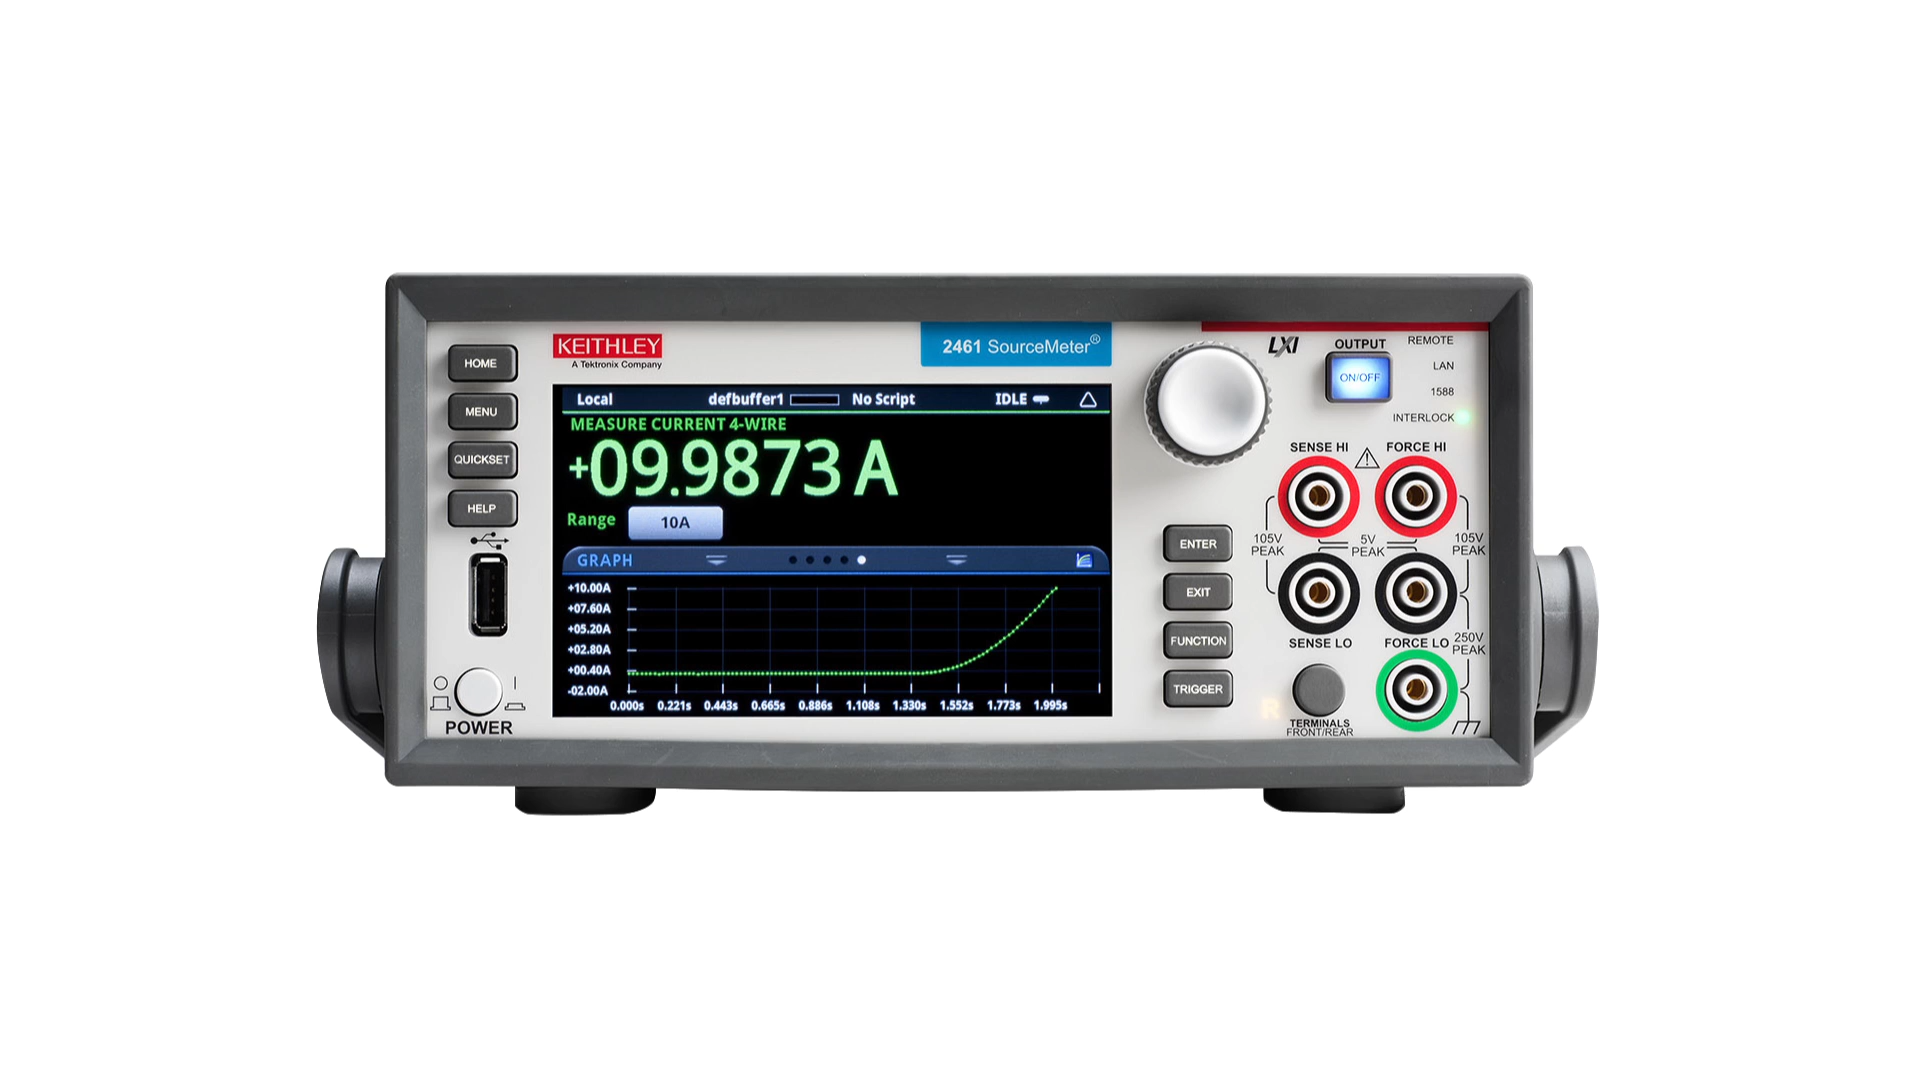 KEITHLEY
A Tektronix Company
2461 SourceMeter®
HOME
MENU
QUICKSET
HELP
POWER
Local defbuffer1 No Script IDLE
MEASURE CURRENT 4-WIRE
+09.9873 A
Range 10A
GRAPH
+10.00A
+07.60A
+05.20A
+02.80A
+00.40A
-02.00A
0.000s 0.221s 0.443s 0.665s 0.886s 1.108s 1.330s 1.552s 1.773s 1.995s
ENTER
EXIT
FUNCTION
TRIGGER
LXI
OUTPUT
ON/OFF
REMOTE
LAN
1588
INTERLOCK
SENSE HI FORCE HI
105V PEAK
5V PEAK
105V PEAK
SENSE LO FORCE LO
250V PEAK
R
TERMINALS
FRONT/REAR